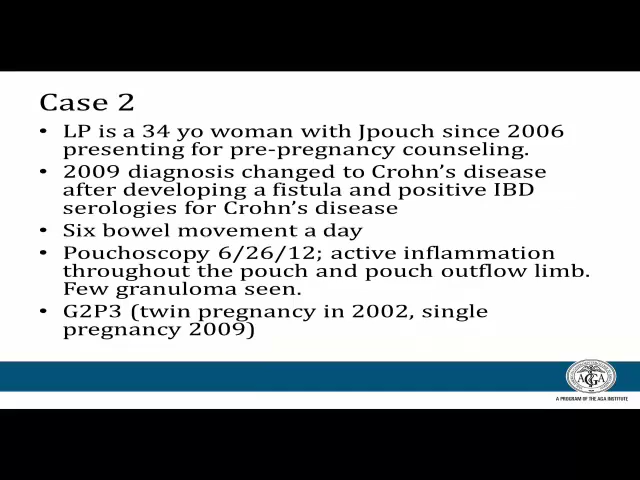 Case 2
• LP is a 34 yo woman with Jpouch since 2006
presenting for pre-pregnancy counseling.
• 2009 diagnosis changed to Crohn's disease
after developing a fistula and positive IBD
serologies for Crohn's disease
• Six bowel movement a day
• Pouchoscopy 6/26/12; active inflammation
throughout the pouch and pouch outflow limb.
Few granuloma seen.
• G2P3 (twin pregnancy in 2002, single
pregnancy 2009)
A PROGRAM OF THE AGA INSTITUTE